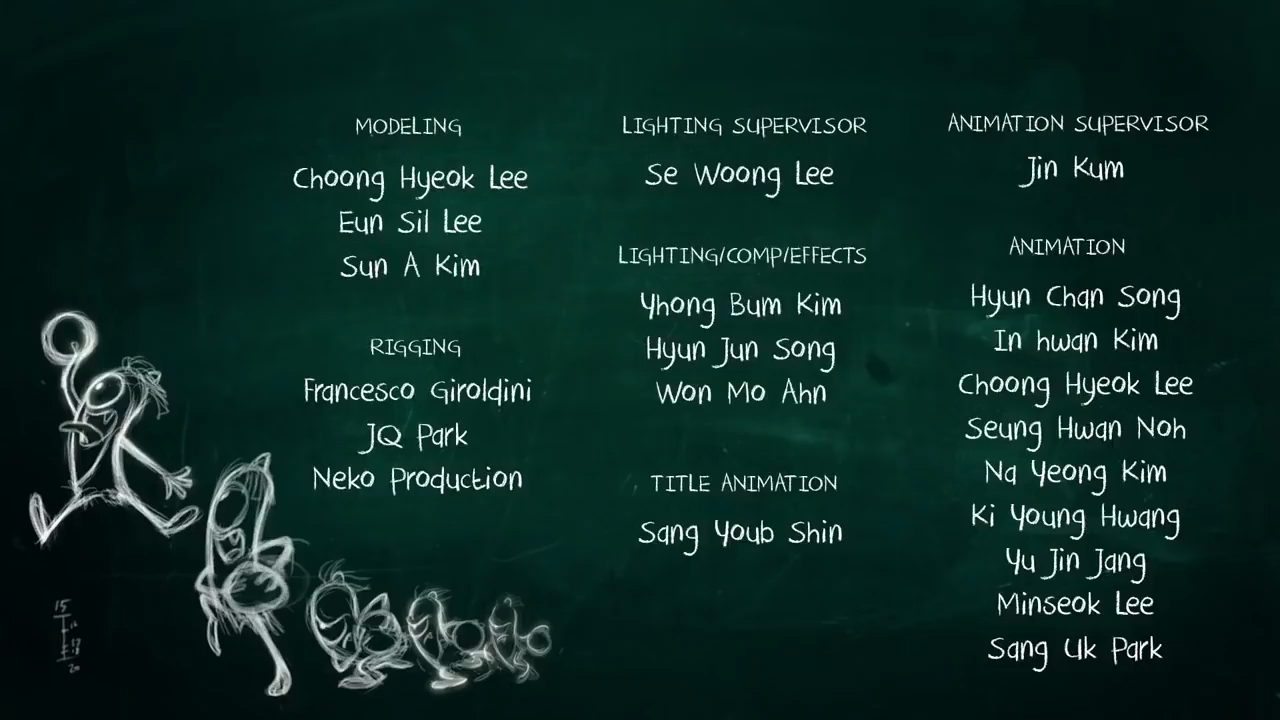 MODELING
Choong Hyeok Lee
Eun Sil Lee
Sun A Kim
RIGGING
Francesco Giroldini
JQ Park
Neko Production
LIGHTING SUPERVISOR
Se Woong Lee
LIGHTING/COMP/EFFECTS
Yhong Bum Kim
Hyun Jun Song
Won Mo Ahn
TITLE ANIMATION
Sang Youb Shin
ANIMATION SUPERVISOR
Jin Kum
ANIMATION
Hyun Chan Song
In hwan Kim
Choong Hyeok Lee
Seung Hwan Noh
Na Yeong Kim
Ki Young Hwang
Yu Jin Jang
Minseok Lee
Sang Uk Park
15
20